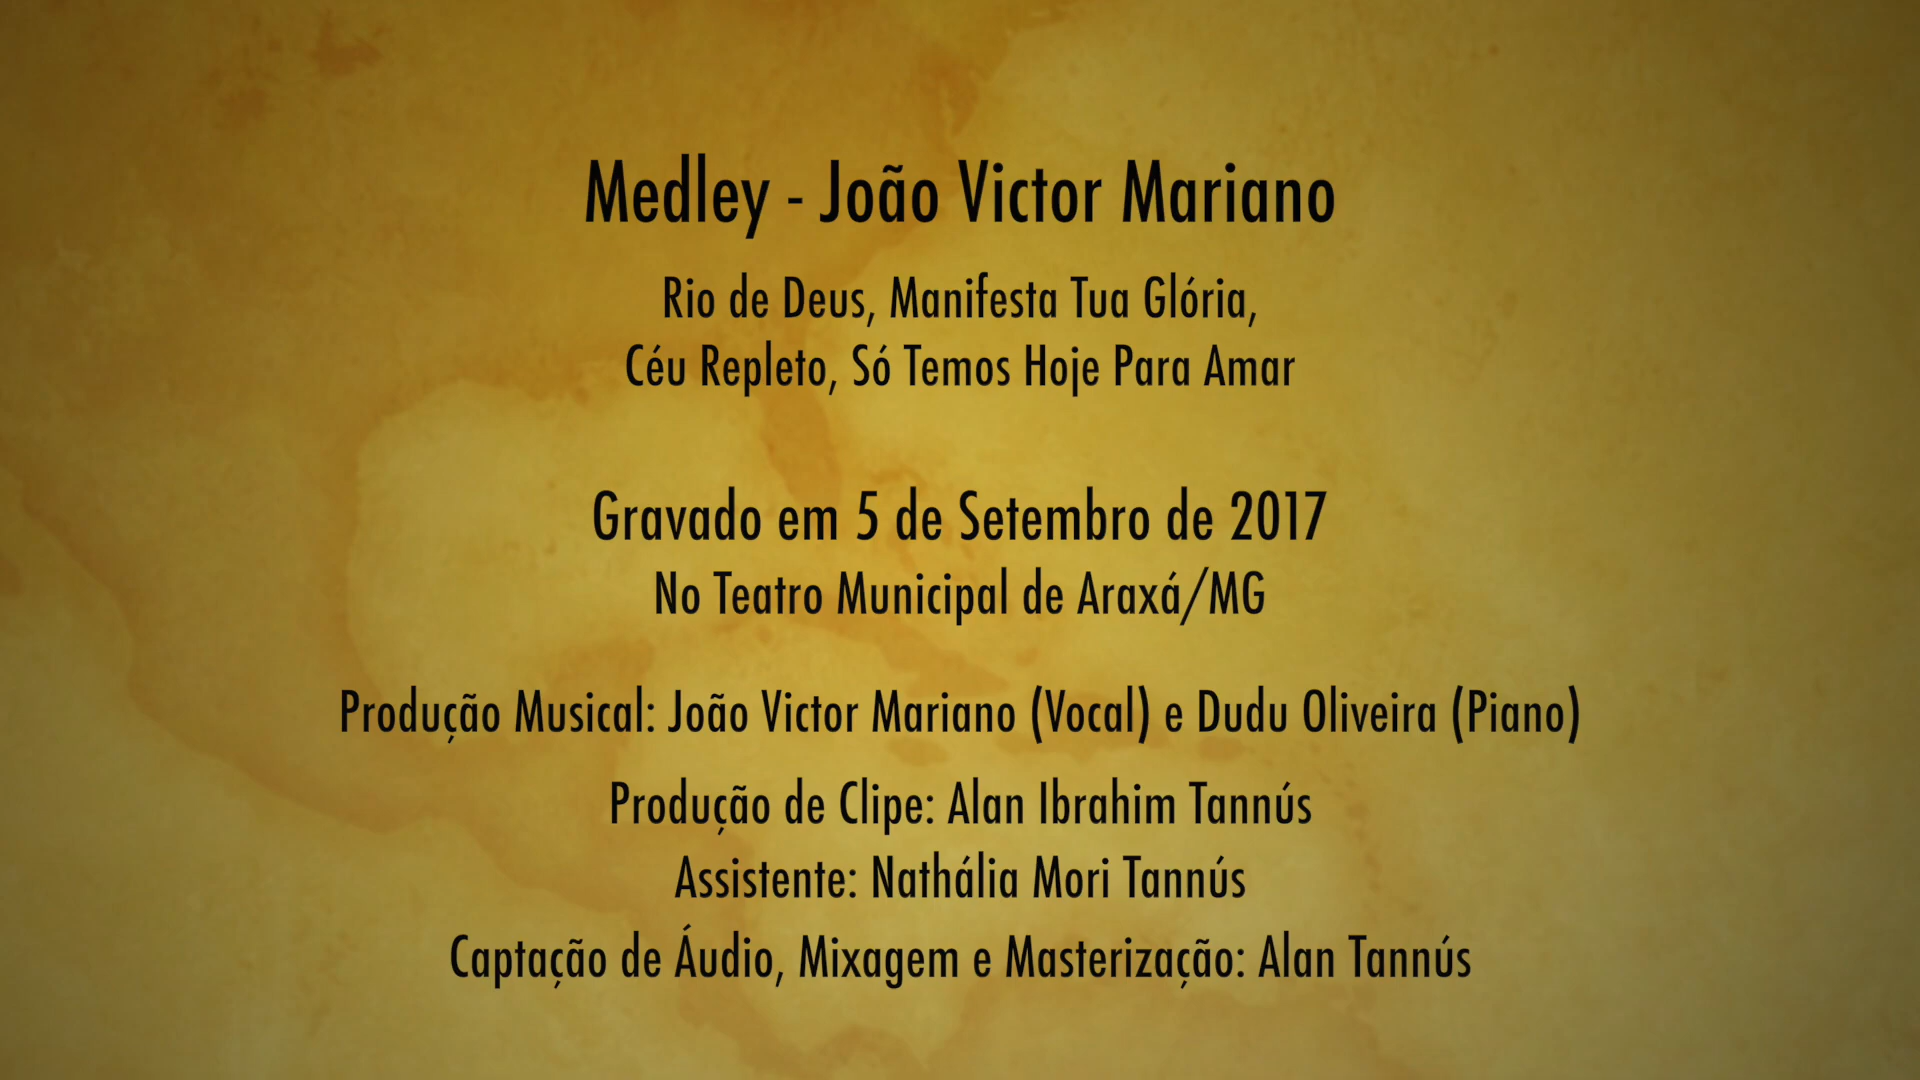 Medley - João Victor Mariano
Rio de Deus, Manifesta Tua Glória,
Céu Repleto, Só Temos Hoje Para Amar
Gravado em 5 de Setembro de 2017
No Teatro Municipal de Araxá/MG
Produção Musical: João Victor Mariano (Vocal) e Dudu Oliveira (Piano)
Produção de Clipe: Alan Ibrahim Tannús
Assistente: Nathália Mori Tannús
Captação de Áudio, Mixagem e Masterização: Alan Tannús